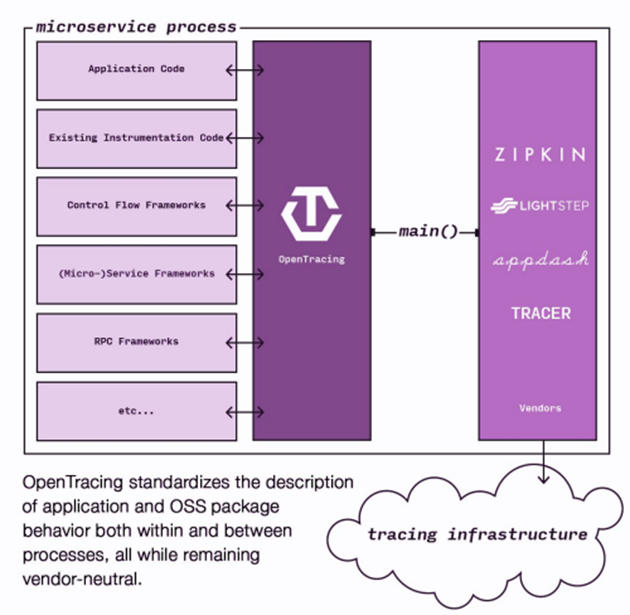 microservice process
Application Code
Existing Instrumentation Code
Control Flow Frameworks
(Micro-)Service Frameworks
RPC Frameworks
etc...
OpenTracing
main()
ZIPKIN
LIGHTSTEP
appdash
TRACER
Vendors
OpenTracing standardizes the description
of application and OSS package
behavior both within and between
processes, all while remaining
vendor-neutral.
tracing infrastructure